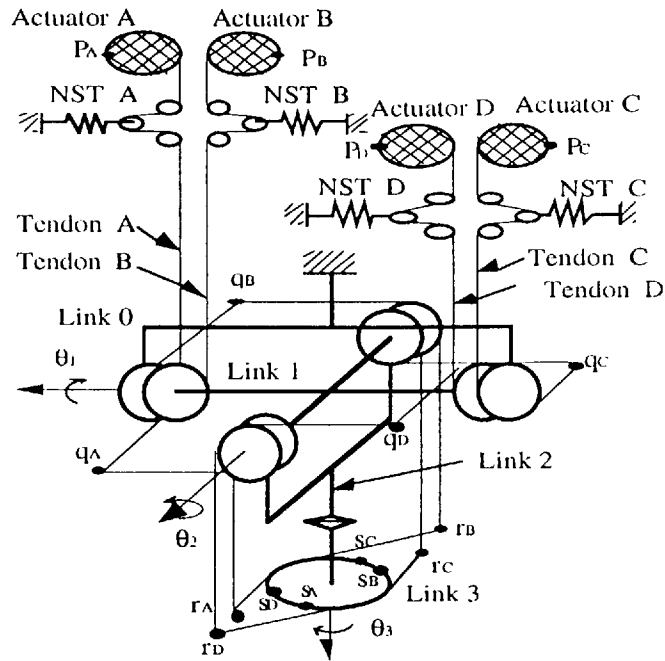 Actuator A
Actuator B
PA
PB
NST A
NST B
Actuator D
Actuator C
PD
PC
NST D
NST C
Tendon A
Tendon B
qB
Tendon C
Tendon D
Link 0
θ1
Link 1
qC
qA
qD
Link 2
θ2
rB
sC
rC
sB
Link 3
rA
sD
sA
rD
θ3